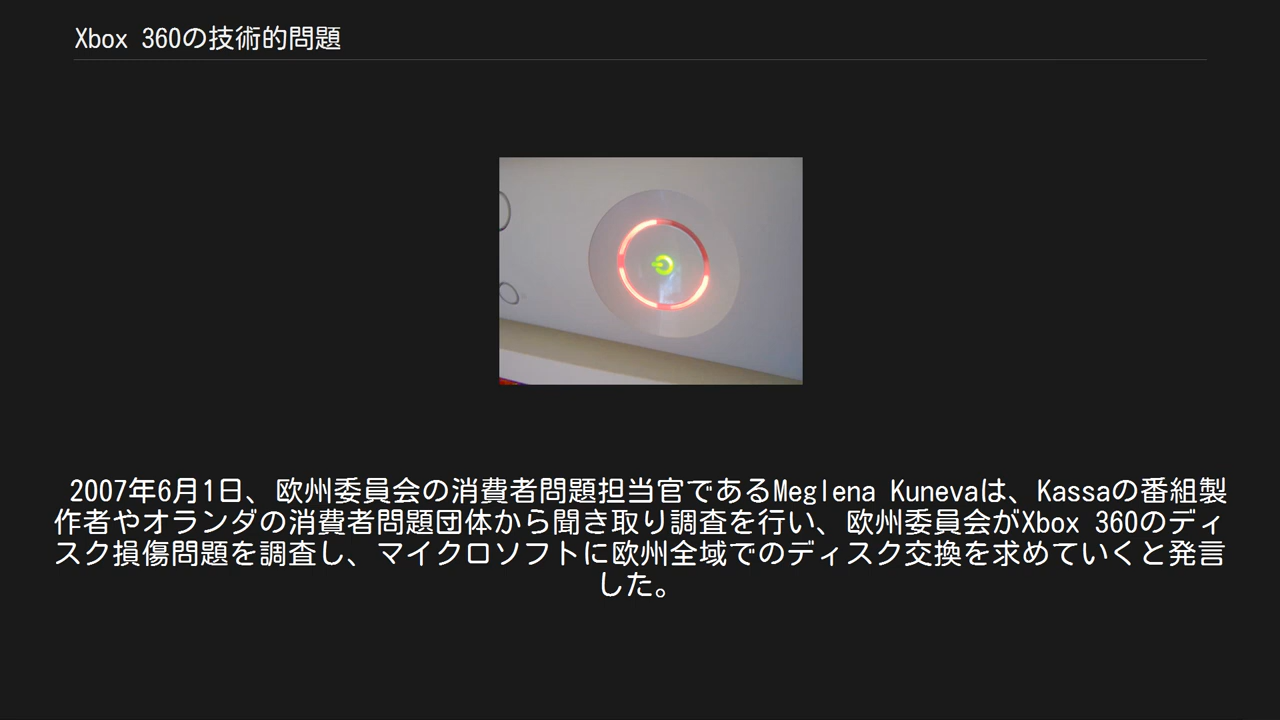 Xbox 360の技術的問題
2007年6月1日、欧州委員会の消費者問題担当官であるMeglena Kunevaは、Kassaの番組製
作者やオランダの消費者問題団体から聞き取り調査を行い、欧州委員会がXbox 360のディ
スク損傷問題を調査し、マイクロソフトに欧州全域でのディスク交換を求めていくと発言
した。